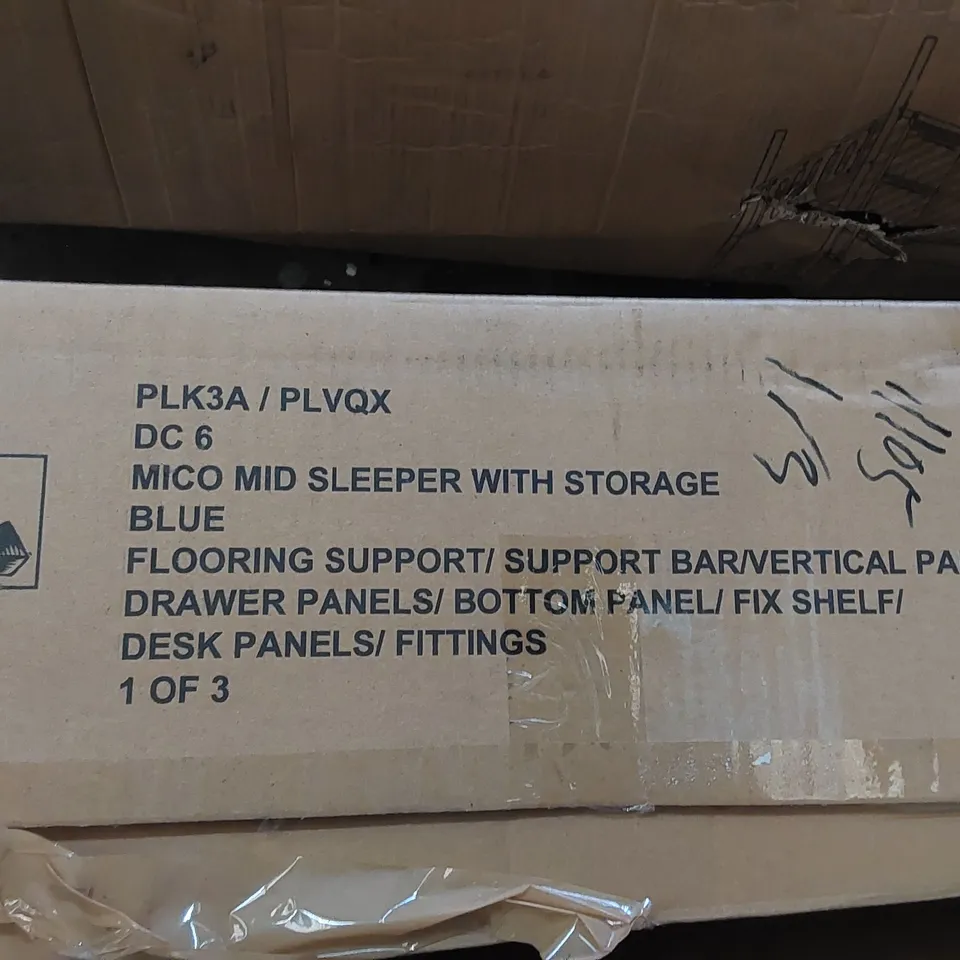 PLK3A / PLVQX
DC 6
MICO MID SLEEPER WITH STORAGE
BLUE
FLOORING SUPPORT/ SUPPORT BAR/VERTICAL PA
DRAWER PANELS/ BOTTOM PANEL/ FIX SHELF/
DESK PANELS/ FITTINGS
1 OF 3